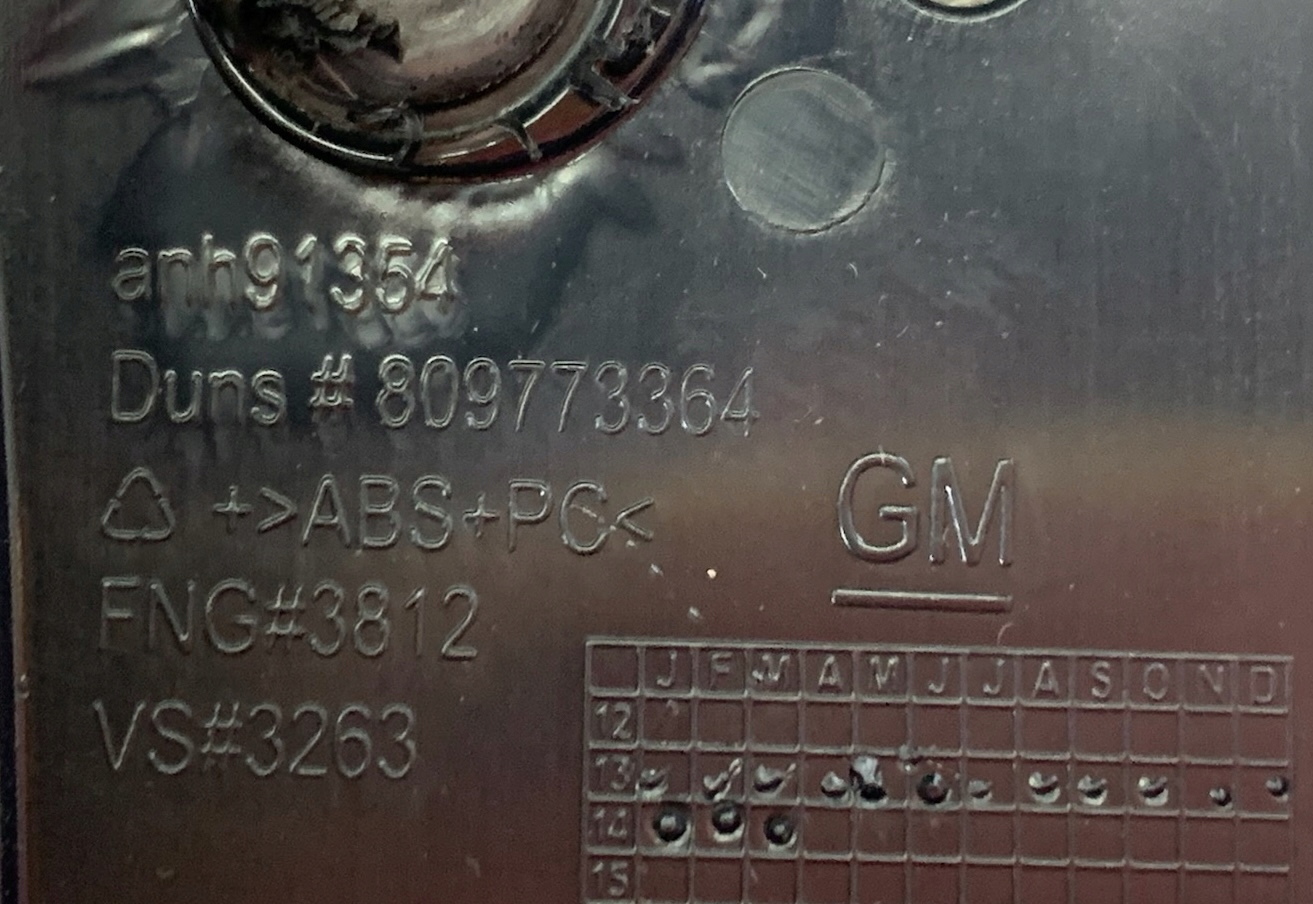 anh91354
Duns # 809773364
+>ABS+PC<
GM
FNG#3812
VS#3263
J F M A M J J A S O N D
12
13
14
15